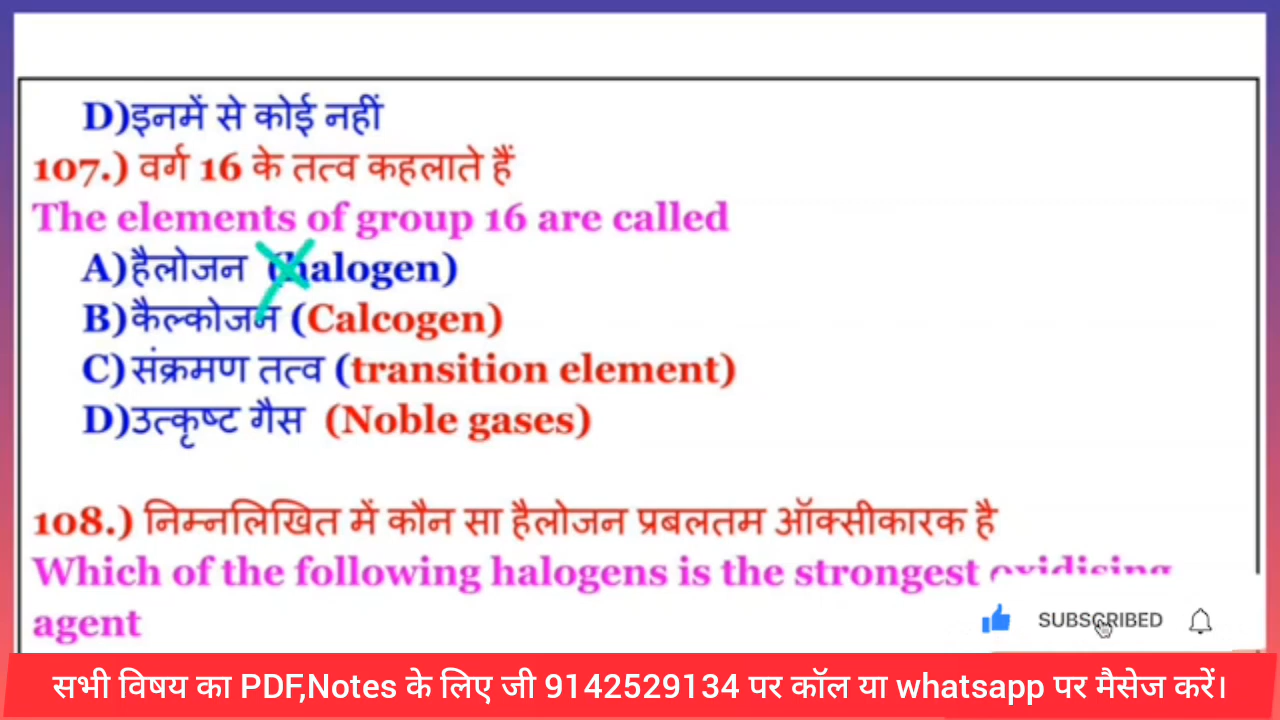 D)इनमें से कोई नहीं
107.) वर्ग 16 के तत्व कहलाते हैं
The elements of group 16 are called
A)हैलोजन (halogen)
B)कैल्कोजन (Calcogen)
C)संक्रमण तत्व (transition element)
D)उत्कृष्ट गैस (Noble gases)
108.) निम्नलिखित में कौन सा हैलोजन प्रबलतम ऑक्सीकारक है
Which of the following halogens is the strongest oxidising
agent
SUBSCRIBED
सभी विषय का PDF,Notes के लिए जी 9142529134 पर कॉल या whatsapp पर मैसेज करें।